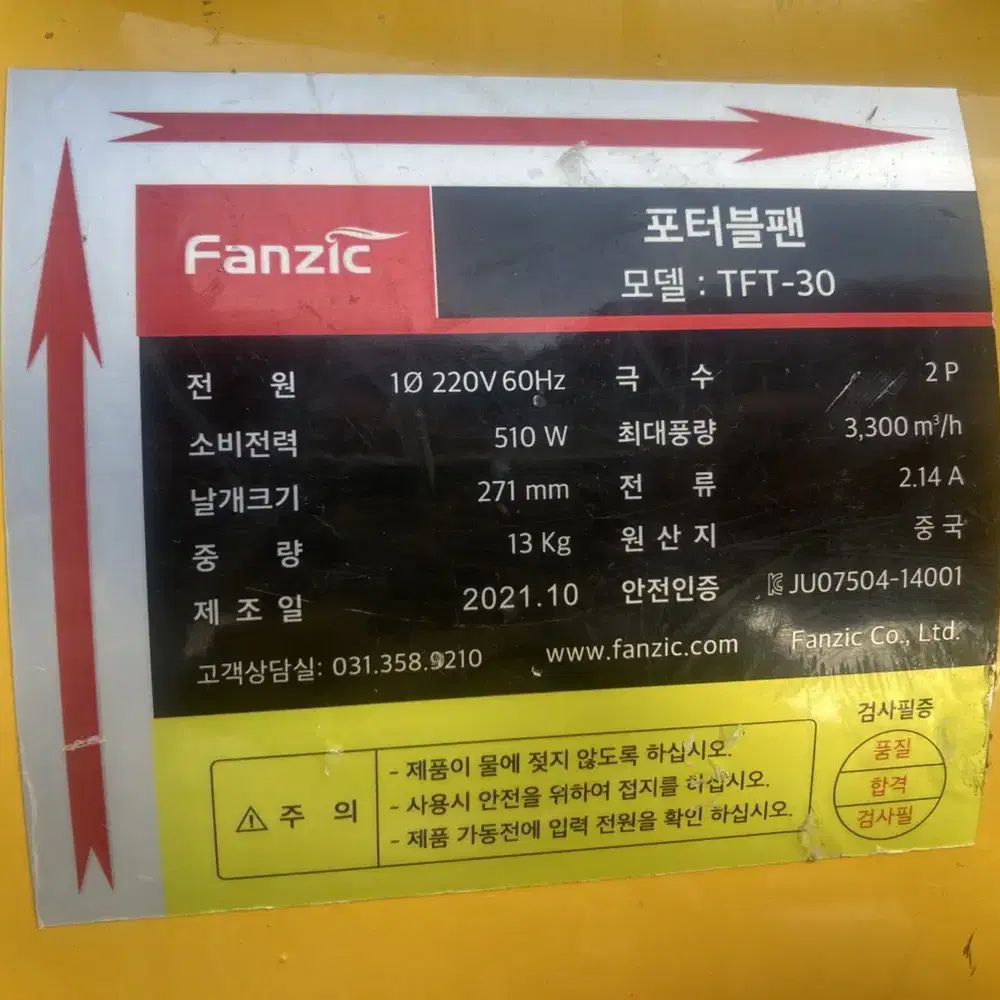 Fanzic
포터블팬
모델 : TFT-30
전 원 1Ø 220V 60Hz 극 수 2 P
소비전력 510 W 최대풍량 3,300 m³/h
날개크기 271 mm 전 류 2.14 A
중 량 13 Kg 원 산 지 중 국
제 조 일 2021.10 안전인증 JU07504-14001
고객상담실: 031.358.9210 www.fanzic.com Fanzic Co., Ltd.
검사필증
품질
합격
검사필
⚠ 주 의
- 제품이 물에 젖지 않도록 하십시오.
- 사용시 안전을 위하여 접지를 하십시오.
- 제품 가동전에 입력 전원을 확인 하십시오.